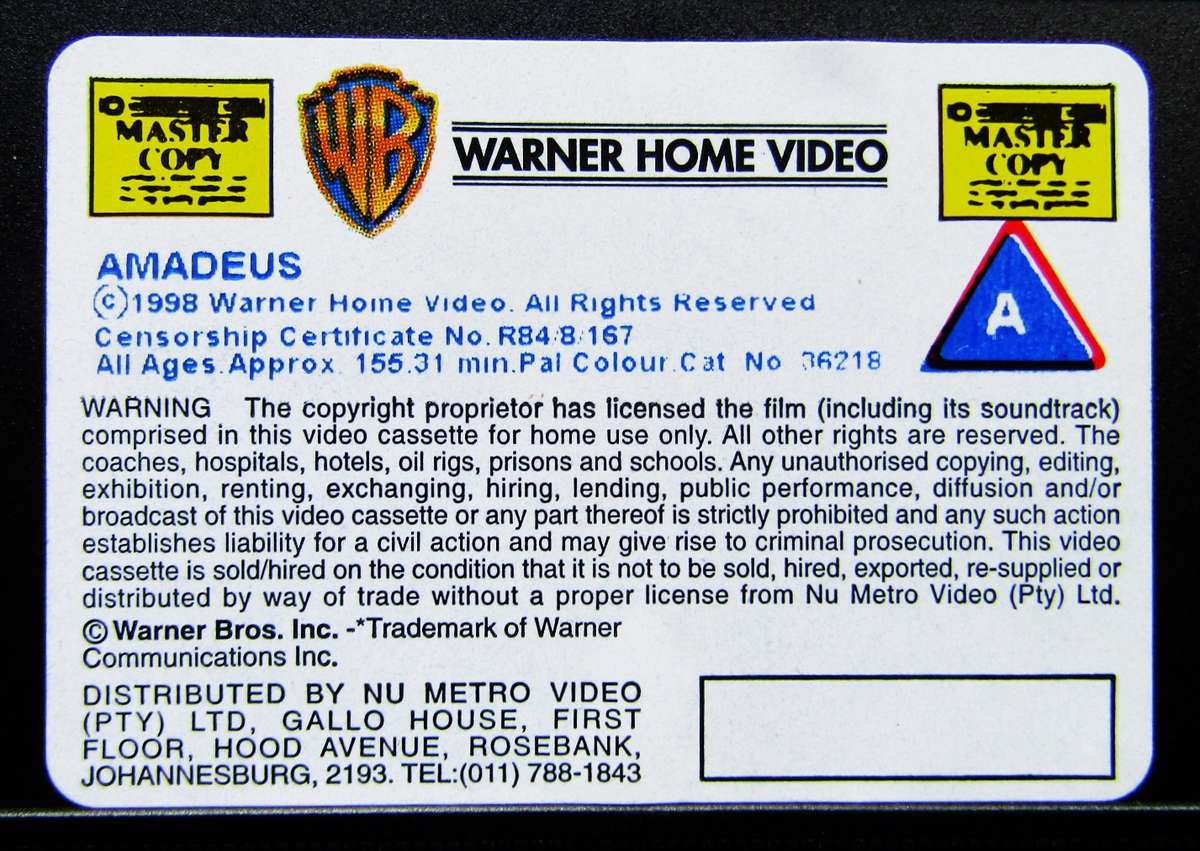 MASTER
COPY
WB
WARNER HOME VIDEO
MASTER
COPY
A
AMADEUS
©1998 Warner Home Video. All Rights Reserved
Censorship Certificate No. R84/8/167
All Ages.Approx. 155.31 min.Pal Colour.Cat No 36218
WARNING The copyright proprietor has licensed the film (including its soundtrack)
comprised in this video cassette for home use only. All other rights are reserved. The
coaches, hospitals, hotels, oil rigs, prisons and schools. Any unauthorised copying, editing,
exhibition, renting, exchanging, hiring, lending, public performance, diffusion and/or
broadcast of this video cassette or any part thereof is strictly prohibited and any such action
establishes liability for a civil action and may give rise to criminal prosecution. This video
cassette is sold/hired on the condition that it is not to be sold, hired, exported, re-supplied or
distributed by way of trade without a proper license from Nu Metro Video (Pty) Ltd.
© Warner Bros. Inc. -*Trademark of Warner
Communications Inc.
DISTRIBUTED BY NU METRO VIDEO
(PTY) LTD, GALLO HOUSE, FIRST
FLOOR, HOOD AVENUE, ROSEBANK,
JOHANNESBURG, 2193. TEL:(011) 788-1843